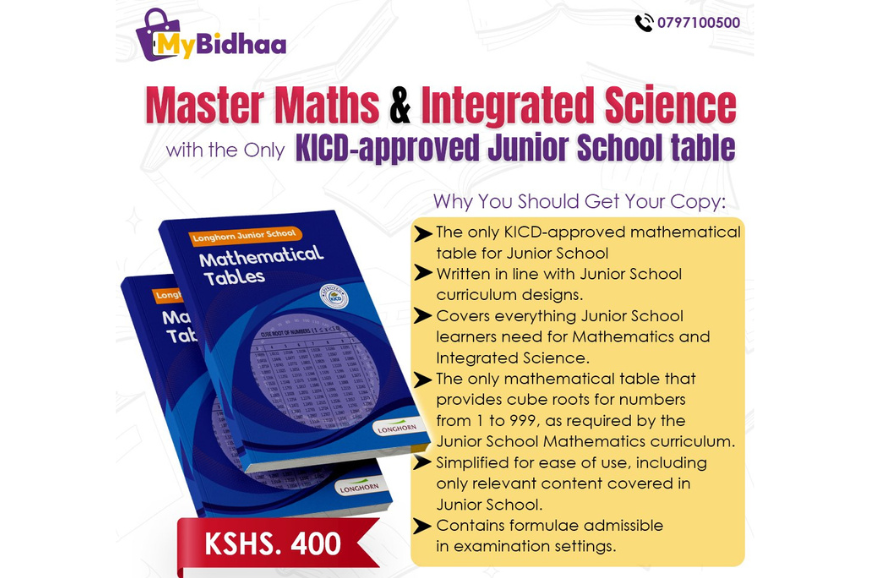 MyBidhaa
0797100500
Master Maths & Integrated Science
with the Only KICD-approved Junior School table
Why You Should Get Your Copy:
The only KICD-approved mathematical
table for Junior School
Written in line with Junior School
curriculum designs.
Covers everything Junior School
learners need for Mathematics and
Integrated Science.
The only mathematical table that
provides cube roots for numbers
from 1 to 999, as required by the
Junior School Mathematics curriculum.
Simplified for ease of use, including
only relevant content covered in
Junior School.
Contains formulae admissible
in examination settings.
Longhorn Junior School
Mathematical
Tables
KICD
LONGHORN
Longh
Ma
Tab
LONGHORN
KSHS. 400